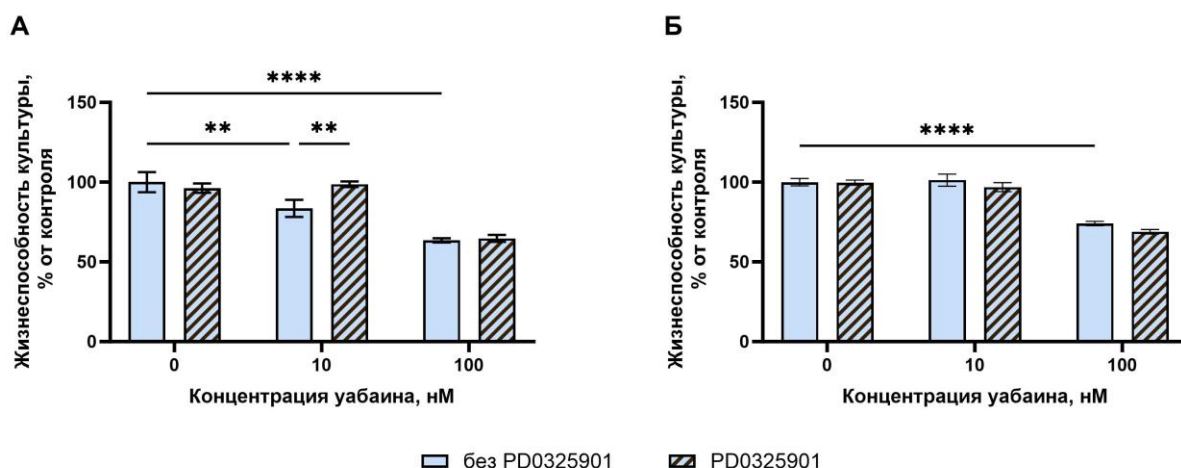 А
Жизнеспособность культуры,
% от контроля
150
100
50
0
****
**
**
0
10
100
Концентрация уабаина, нМ
Б
Жизнеспособность культуры,
% от контроля
150
100
50
0
****
0
10
100
Концентрация уабаина, нМ
без PD0325901
PD0325901